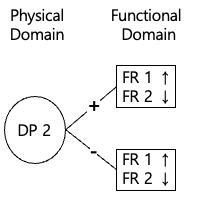 Physical
Domain
Functional
Domain
FR 1 ↑
FR 2 ↓
+
DP 2
-
FR 1 ↑
FR 2 ↓